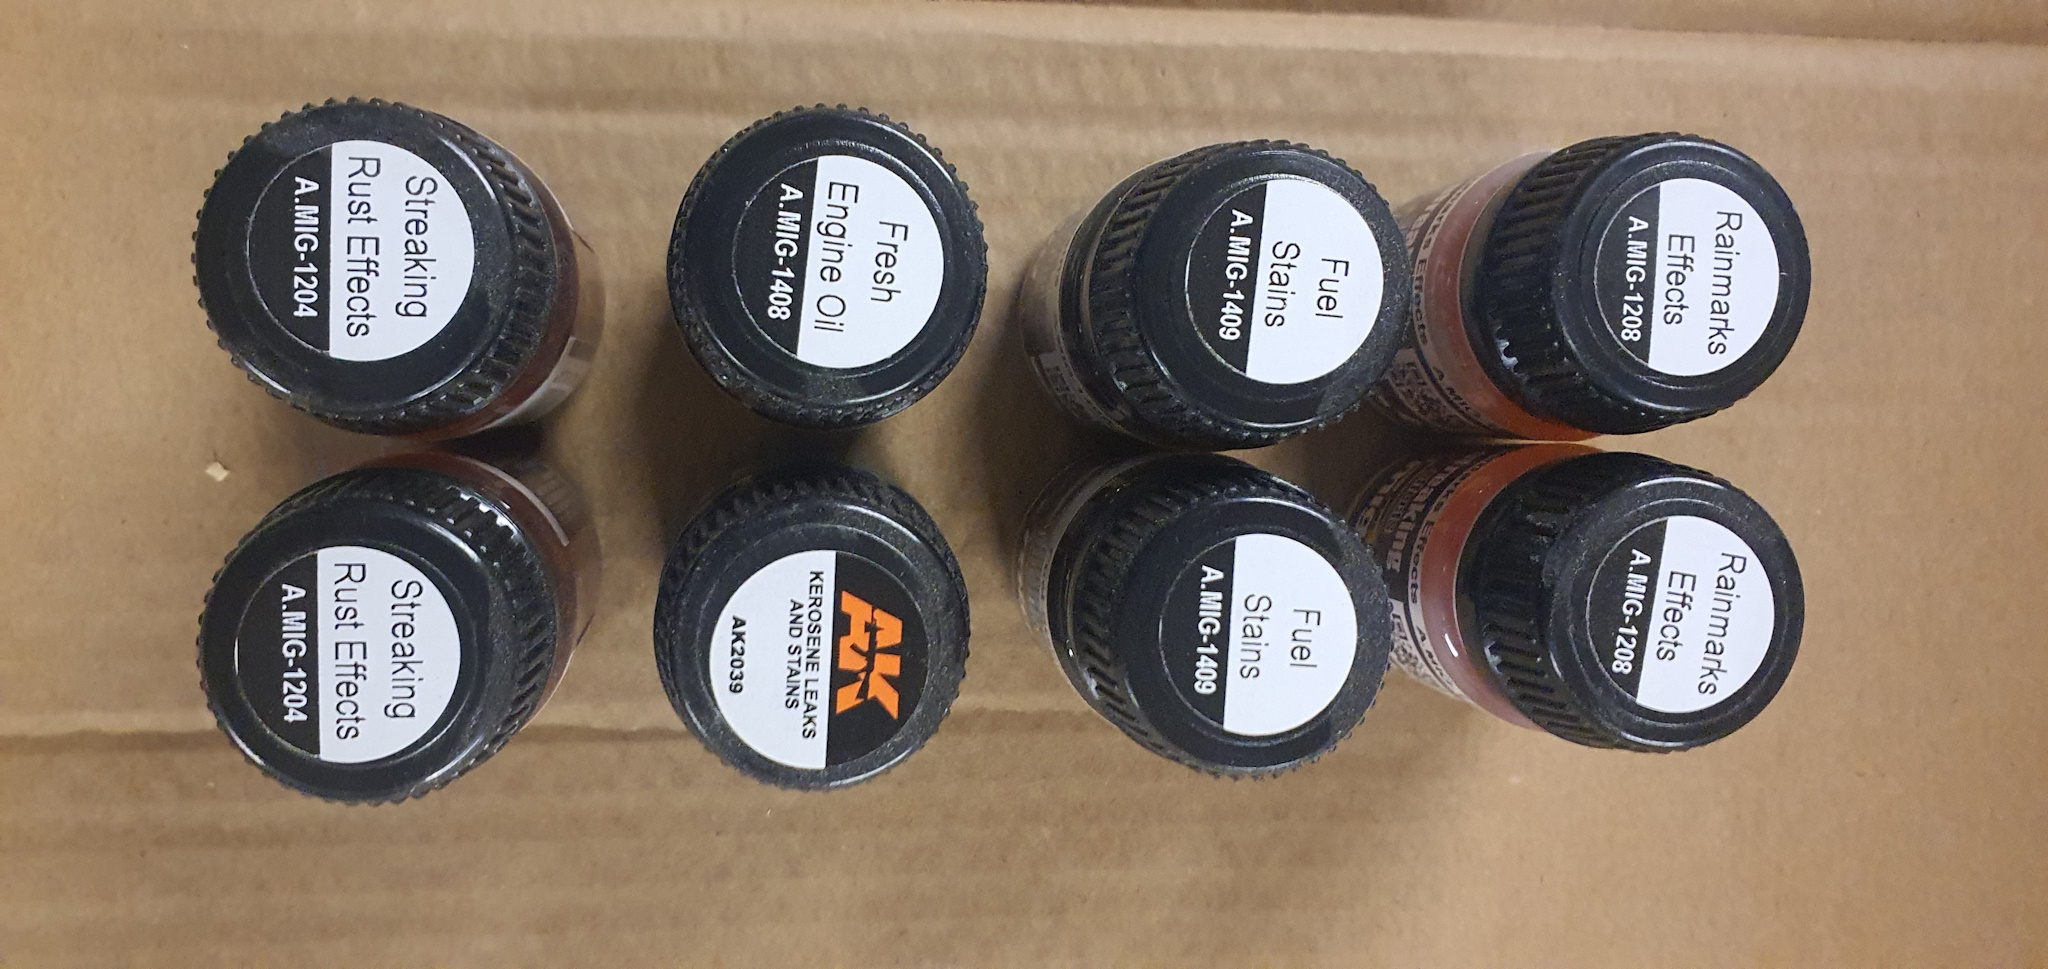 Streaking
Rust Effects
A.MIG-1204
Fresh
Engine Oil
A.MIG-1408
Fuel
Stains
A.MIG-1409
Rainmarks
Effects
A.MIG-1208
Streaking
Rust Effects
A.MIG-1204
AK
KEROSENE LEAKS
AND STAINS
AK2039
Fuel
Stains
A.MIG-1409
Rainmarks
Effects
A.MIG-1208